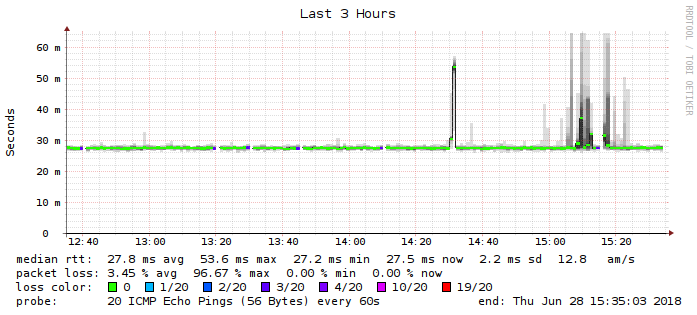 Last 3 Hours
RRDTOOL / TOBI OETIKER
Seconds
60 m
50 m
40 m
30 m
20 m
10 m
0
12:40 13:00 13:20 13:40 14:00 14:20 14:40 15:00 15:20
median rtt: 27.8 ms avg 53.6 ms max 27.2 ms min 27.5 ms now 2.2 ms sd 12.8 am/s
packet loss: 3.45 % avg 96.67 % max 0.00 % min 0.00 % now
loss color: 0 1/20 2/20 3/20 4/20 10/20 19/20
probe: 20 ICMP Echo Pings (56 Bytes) every 60s end: Thu Jun 28 15:35:03 2018